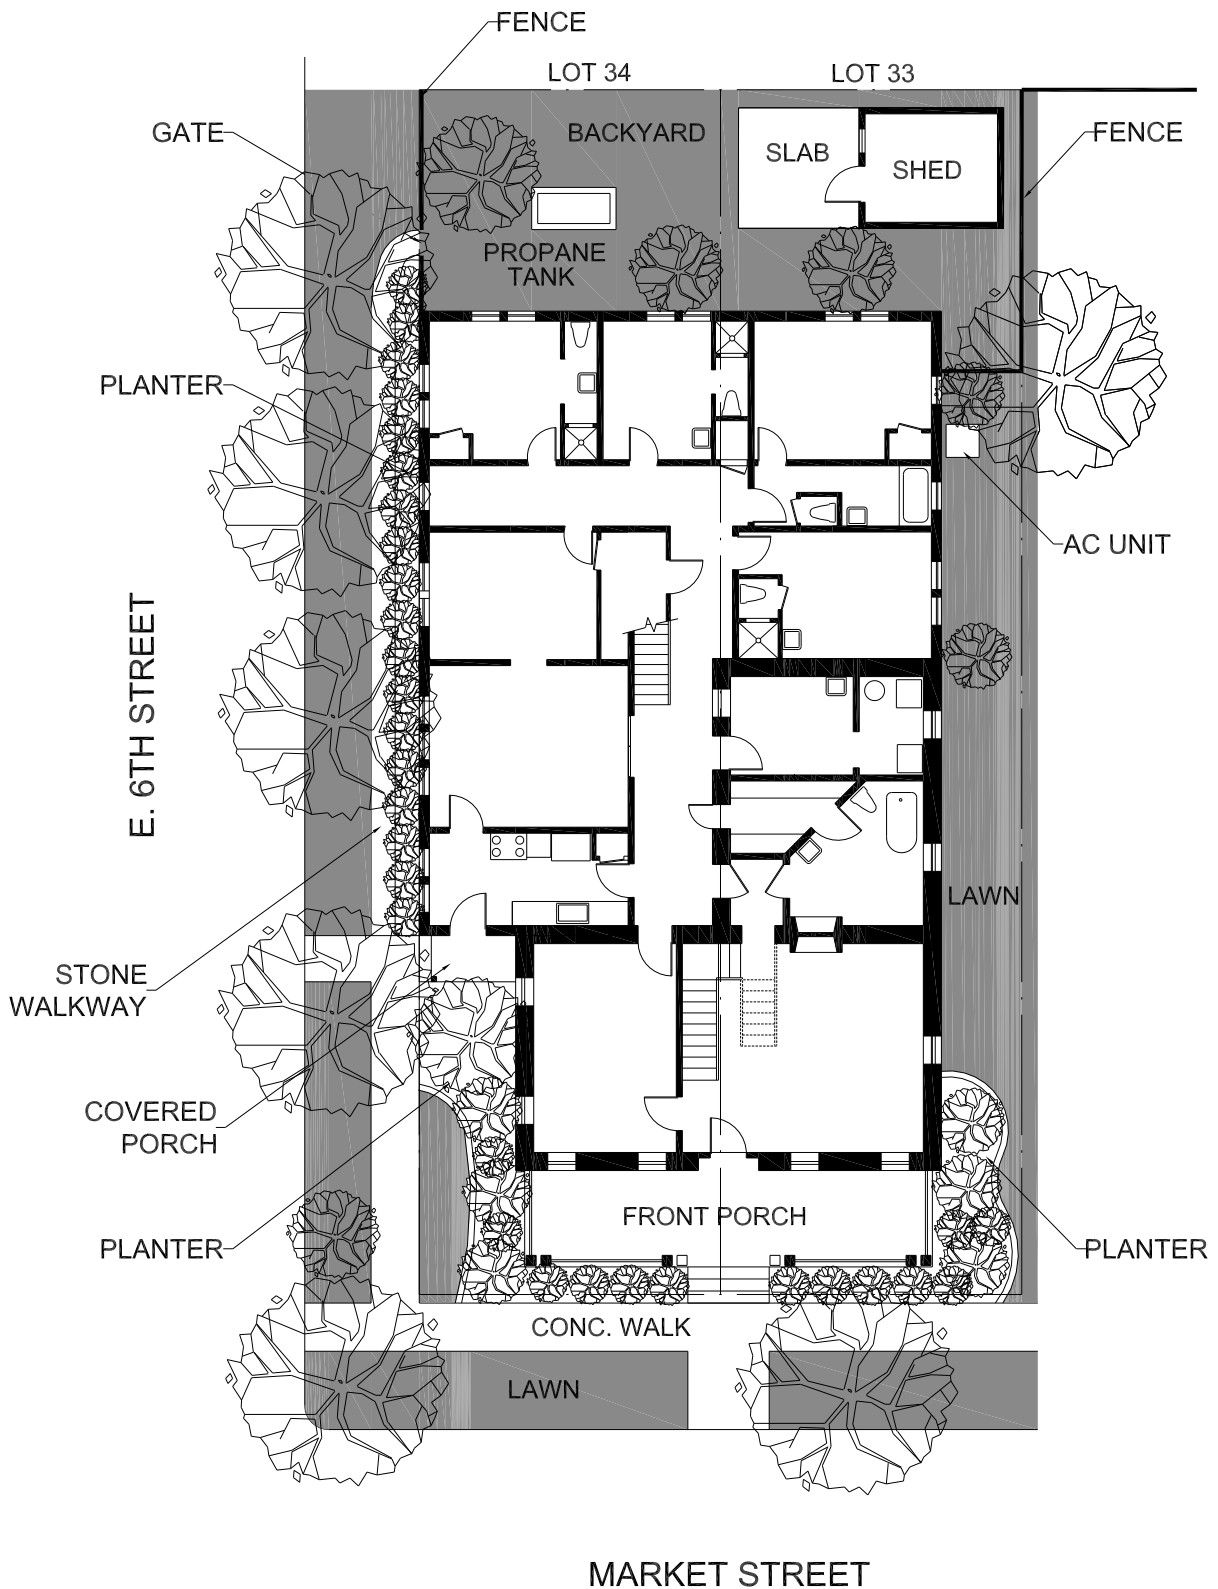 FENCE
LOT 34
LOT 33
GATE
BACKYARD
FENCE
SLAB
SHED
PROPANE
TANK
PLANTER
AC UNIT
E. 6TH STREET
LAWN
STONE
WALKWAY
COVERED
PORCH
FRONT PORCH
PLANTER
PLANTER
CONC. WALK
LAWN
MARKET STREET